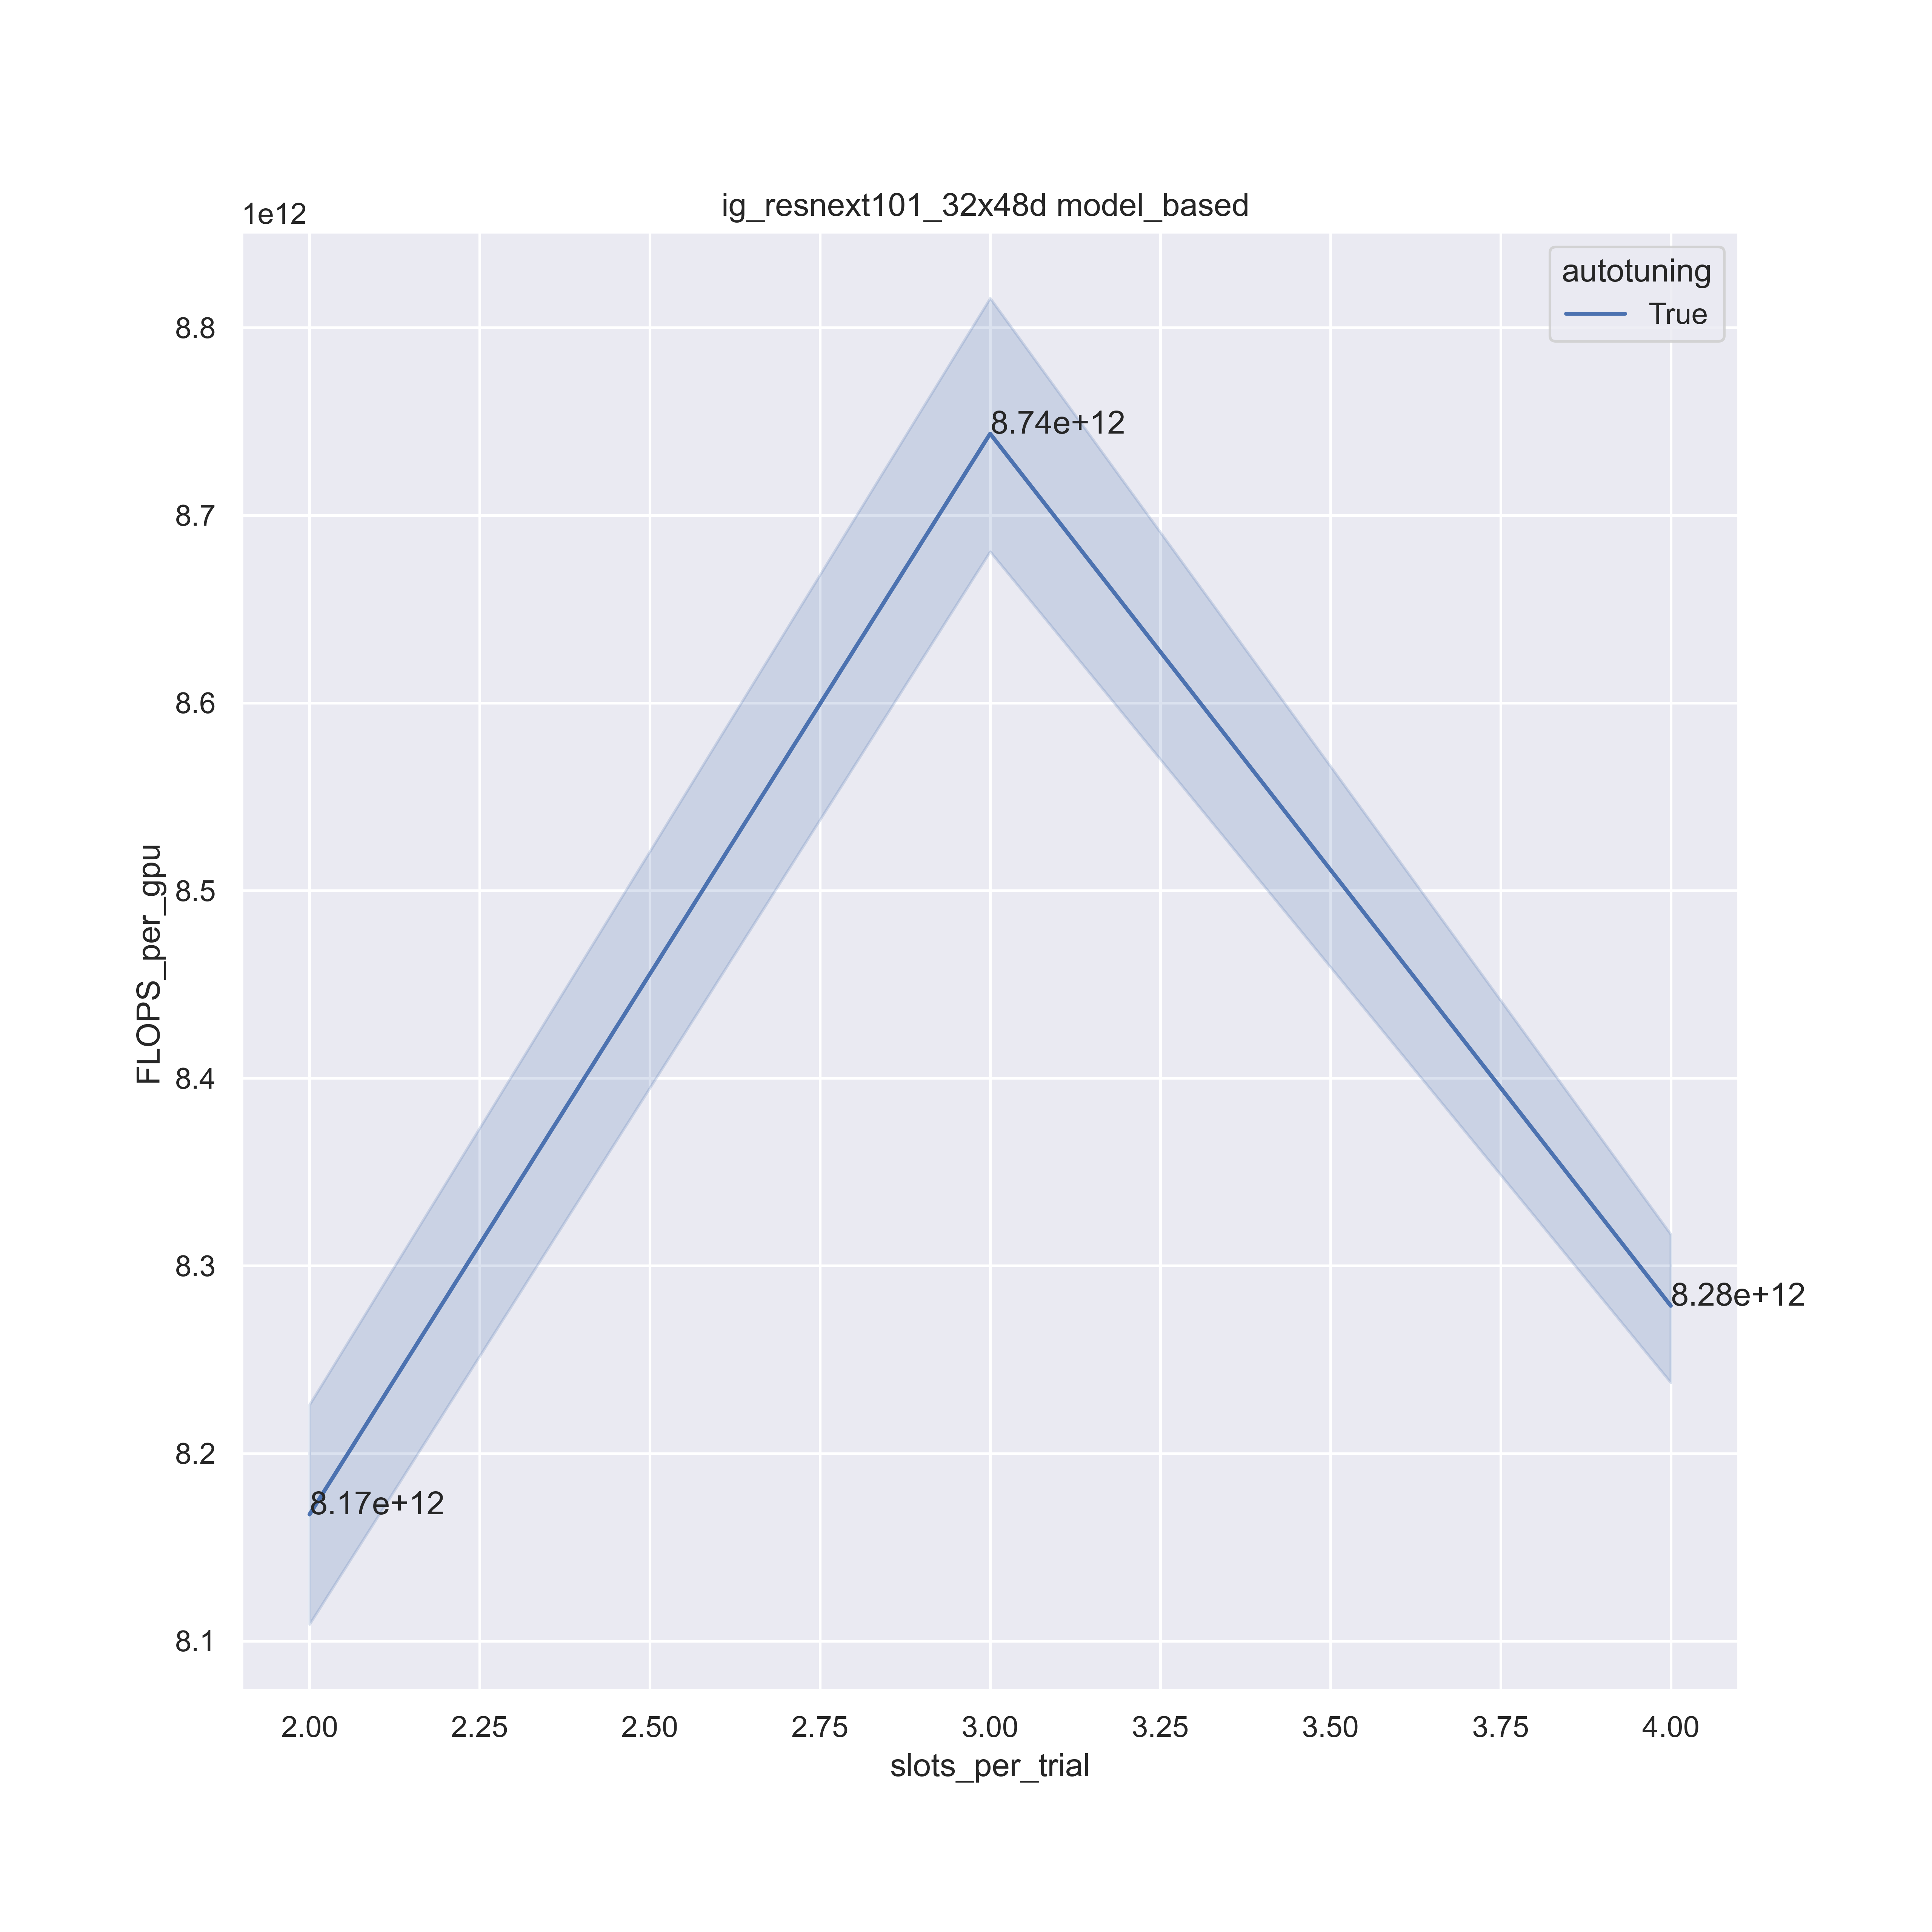 ig_resnext101_32x48d model_based
1e12
autotuning
True
8.8
8.7
8.6
8.5
8.4
8.3
8.2
8.1
FLOPS_per_gpu
8.74e+12
8.28e+12
8.17e+12
2.00 2.25 2.50 2.75 3.00 3.25 3.50 3.75 4.00
slots_per_trial